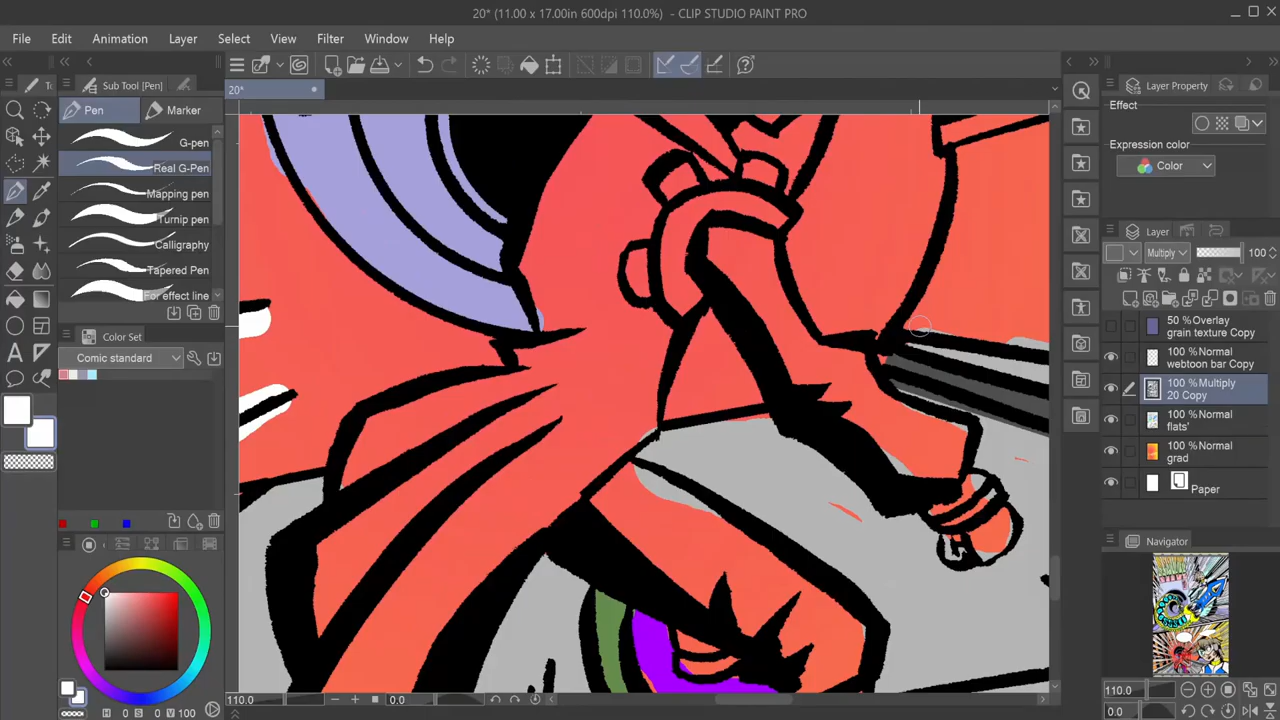 20* (11.00 x 17.00in 600dpi 110.0%) - CLIP STUDIO PAINT PRO
File Edit Animation Layer Select View Filter Window Help
Sub Tool [Pen]
20*
Layer Property
Pen Marker
Effect
G-pen
Expression color
Real G-Pen
Color
Mapping pen
Turnip pen
Layer
Calligraphy
Multiply 100
Tapered Pen
For effect line
50 %Overlay
grain texture Copy
Color Set
100 %Normal
webtoon bar Copy
Comic standard
100 %Multiply
20 Copy
100 %Normal
flats'
100 %Normal
grad
Paper
Navigator
110.0
0.0
110.0
H 0 S 0 V 100
0.0